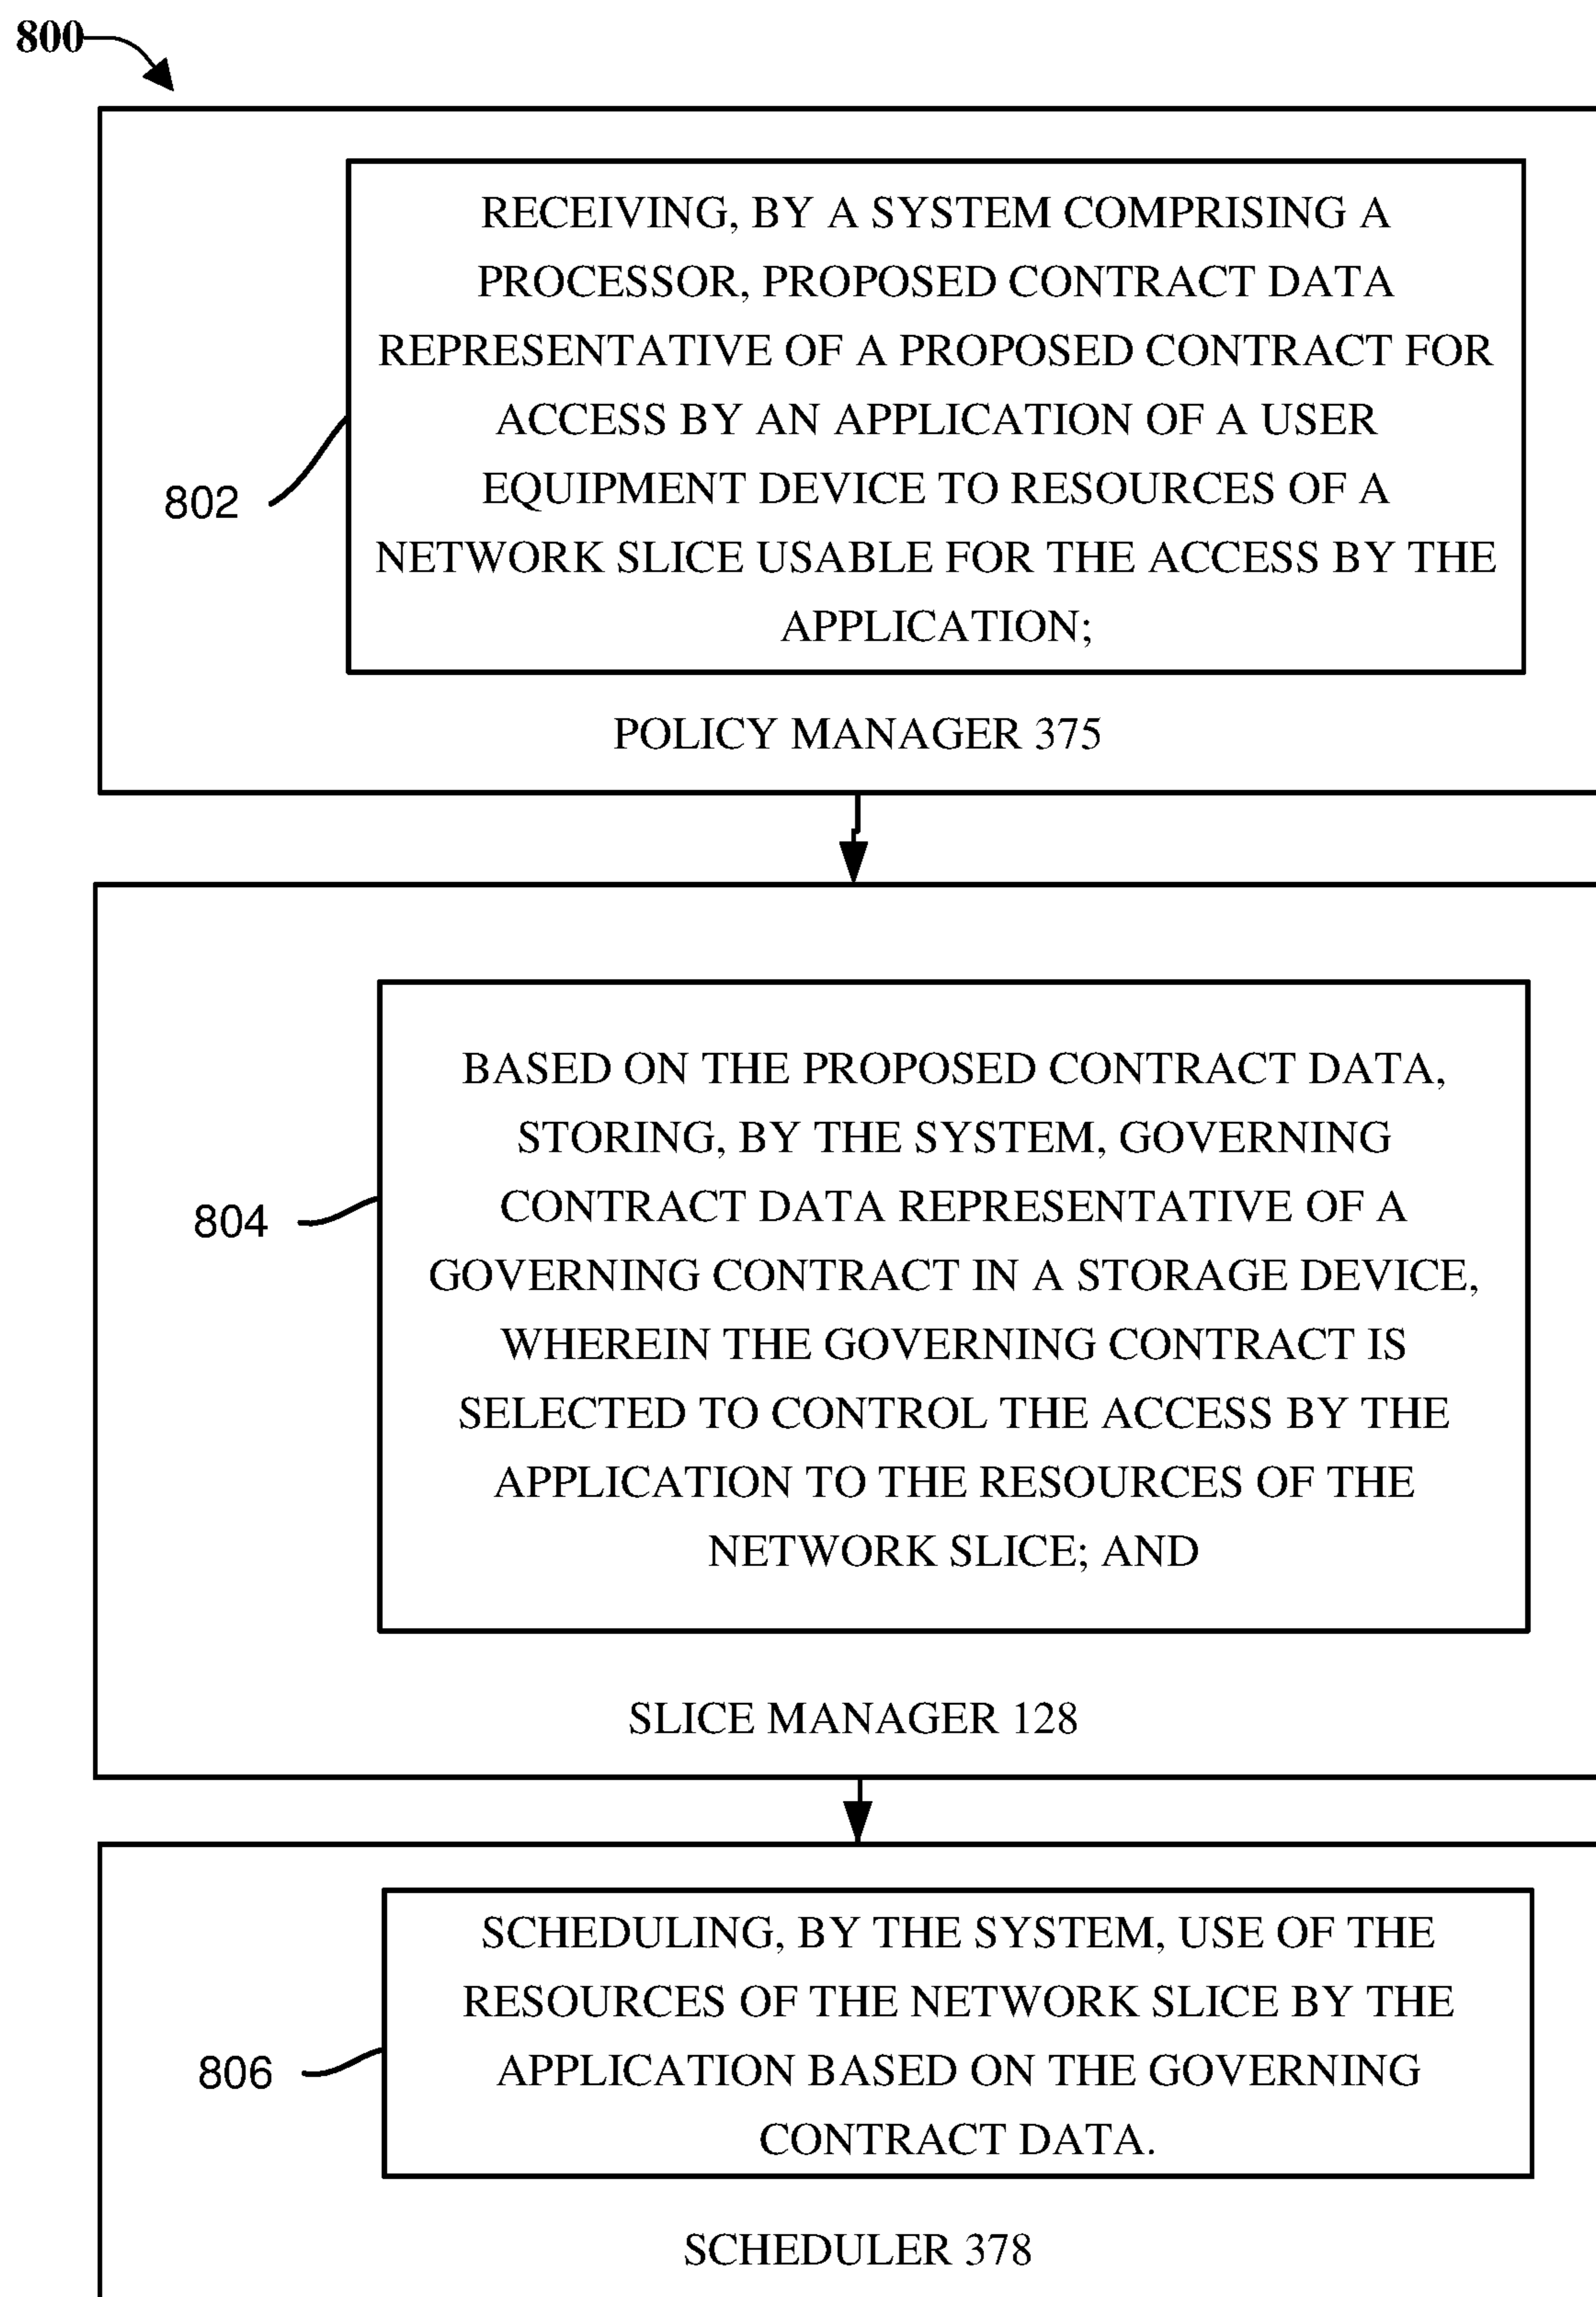 800
RECEIVING, BY A SYSTEM COMPRISING A
PROCESSOR, PROPOSED CONTRACT DATA
REPRESENTATIVE OF A PROPOSED CONTRACT FOR
ACCESS BY AN APPLICATION OF A USER
EQUIPMENT DEVICE TO RESOURCES OF A
NETWORK SLICE USABLE FOR THE ACCESS BY THE
APPLICATION;
802
POLICY MANAGER 375
BASED ON THE PROPOSED CONTRACT DATA,
STORING, BY THE SYSTEM, GOVERNING
CONTRACT DATA REPRESENTATIVE OF A
GOVERNING CONTRACT IN A STORAGE DEVICE,
WHEREIN THE GOVERNING CONTRACT IS
SELECTED TO CONTROL THE ACCESS BY THE
APPLICATION TO THE RESOURCES OF THE
NETWORK SLICE; AND
804
SLICE MANAGER 128
SCHEDULING, BY THE SYSTEM, USE OF THE
RESOURCES OF THE NETWORK SLICE BY THE
APPLICATION BASED ON THE GOVERNING
CONTRACT DATA.
806
SCHEDULER 378